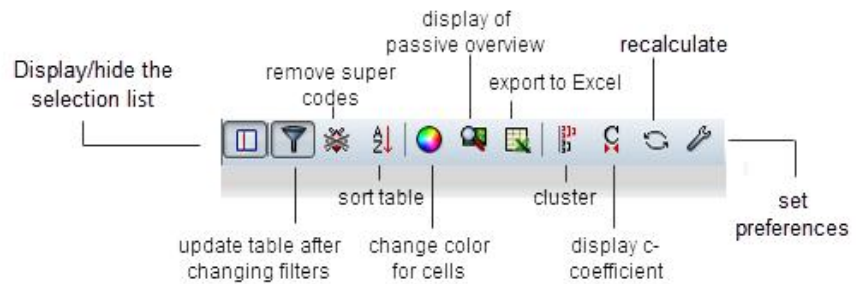 display of
passive overview
recalculate
Display/hide the
selection list
remove super
codes
export to Excel
A
Z
C
sort table
cluster
set
preferences
update table after
changing filters
change color
for cells
display c-
coefficient